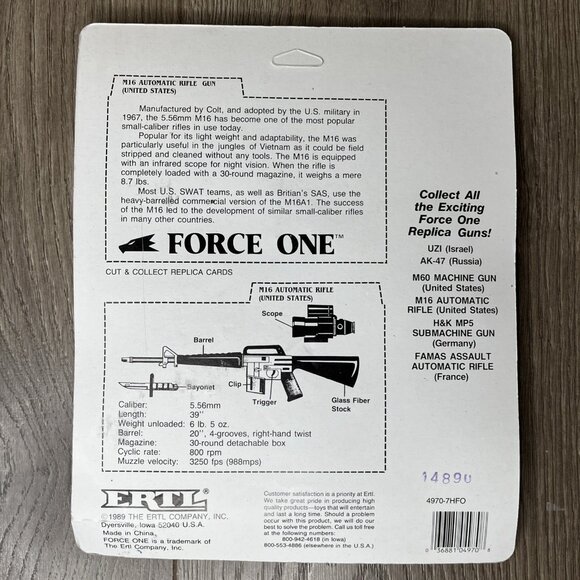 M16 AUTOMATIC RIFLE GUN
(UNITED STATES)
Manufactured by Colt, and adopted by the U.S. military in
1967, the 5.56mm M16 has become one of the most popular
small-caliber rifles in use today.
Popular for its light weight and adaptability, the M16 was
particularly useful in the jungles of Vietnam as it could be field
stripped and cleaned without any tools. The M16 is equipped
with an infrared scope for night vision. When the rifle is
completely loaded with a 30-round magazine, it weighs a mere
8.7 lbs.
Most U.S. SWAT teams, as well as Britian's SAS, use the
heavy-barrelled commercial version of the M16A1. The success
of the M16 led to the development of similar small-caliber rifles
in many other countries.
FORCE ONE™
CUT & COLLECT REPLICA CARDS
M16 AUTOMATIC RIFLE
(UNITED STATES)
Scope
Barrel
Bayonet
Clip
Trigger
Glass Fiber
Stock
Caliber: 5.56mm
Length: 39"
Weight unloaded: 6 lb. 5 oz.
Barrel: 20", 4-grooves, right-hand twist
Magazine: 30-round detachable box
Cyclic rate: 800 rpm
Muzzle velocity: 3250 fps (988mps)
Collect All
the Exciting
Force One
Replica Guns!
UZI (Israel)
AK-47 (Russia)
M60 MACHINE GUN
(United States)
M16 AUTOMATIC
RIFLE (United States)
H&K MP5
SUBMACHINE GUN
(Germany)
FAMAS ASSAULT
AUTOMATIC RIFLE
(France)
14890
4970-7HFO
ERTL®
©1989 THE ERTL COMPANY, INC.
Dyersville, Iowa 52040 U.S.A.
Made in China.
FORCE ONE is a trademark of
The Ertl Company, Inc.
Customer satisfaction is a priority at Ertl.
We take great pride in producing high
quality products—toys that will entertain
and last a long time. Should a problem
occur with this product, we will do our
best to solve the problem. Call us toll free
at the following numbers:
800-942-4618 (in Iowa)
800-553-4886 (elsewhere in the U.S.A.)
0 36881 04970 8